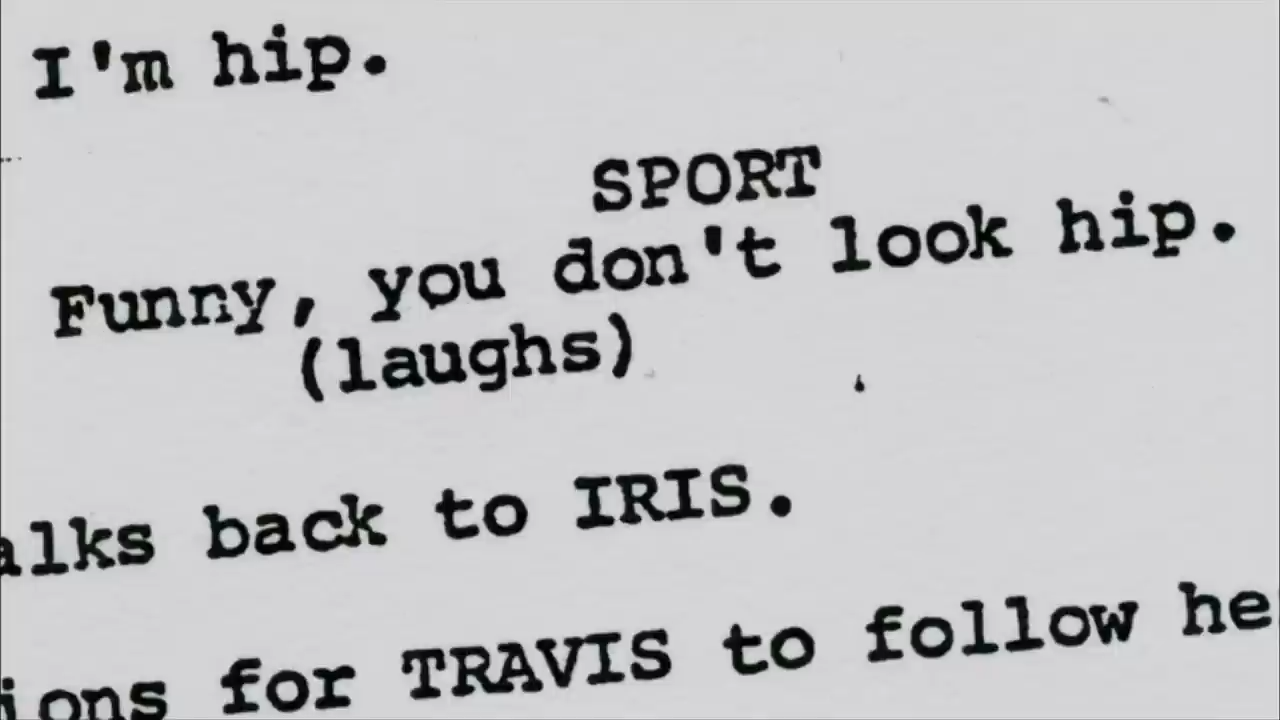 I'm hip.
SPORT
Funny, you don't look hip.
(laughs)
alks back to IRIS.
ions for TRAVIS to follow he